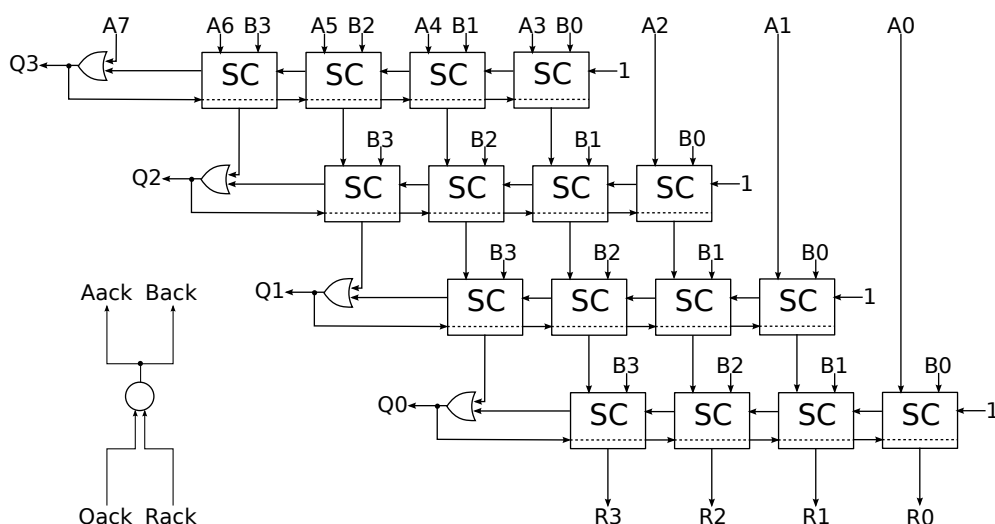 A7 A6 B3 A5 B2 A4 B1 A3 B0 A2 A1 A0
Q3 SC SC SC SC 1
B3 B2 B1 B0
Q2 SC SC SC SC 1
B3 B2 B1 B0
Aack Back Q1 SC SC SC SC 1
B3 B2 B1 B0
Q0 SC SC SC SC 1
Qack Rack R3 R2 R1 R0